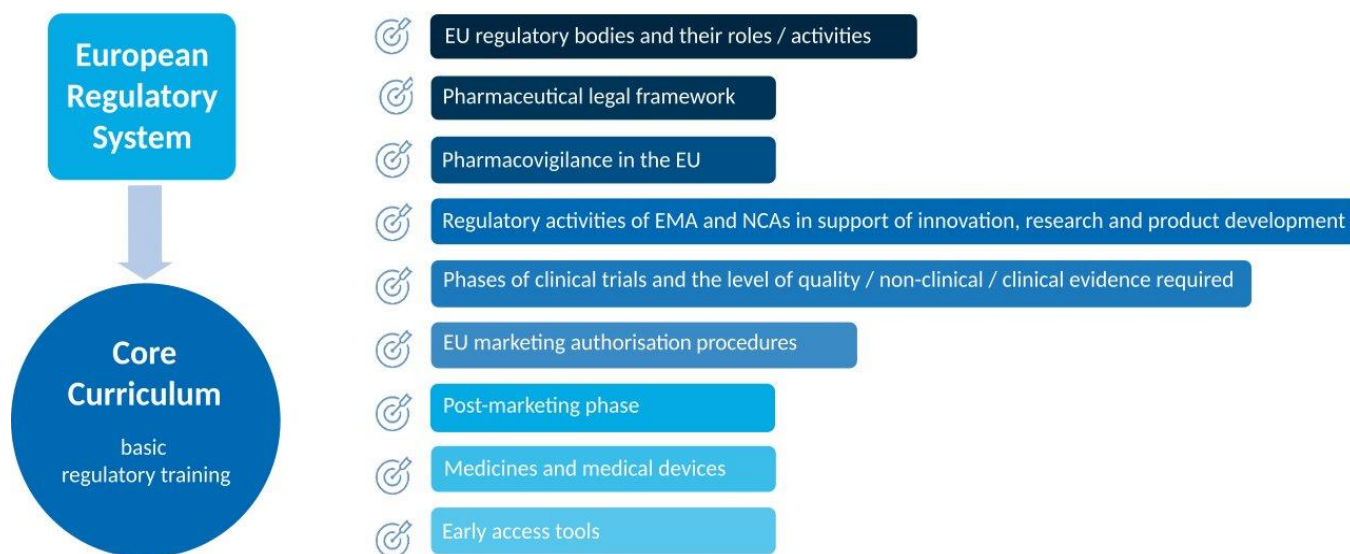 European
Regulatory
System
Core
Curriculum
basic
regulatory training
EU regulatory bodies and their roles / activities
Pharmaceutical legal framework
Pharmacovigilance in the EU
Regulatory activities of EMA and NCAs in support of innovation, research and product development
Phases of clinical trials and the level of quality / non-clinical / clinical evidence required
EU marketing authorisation procedures
Post-marketing phase
Medicines and medical devices
Early access tools